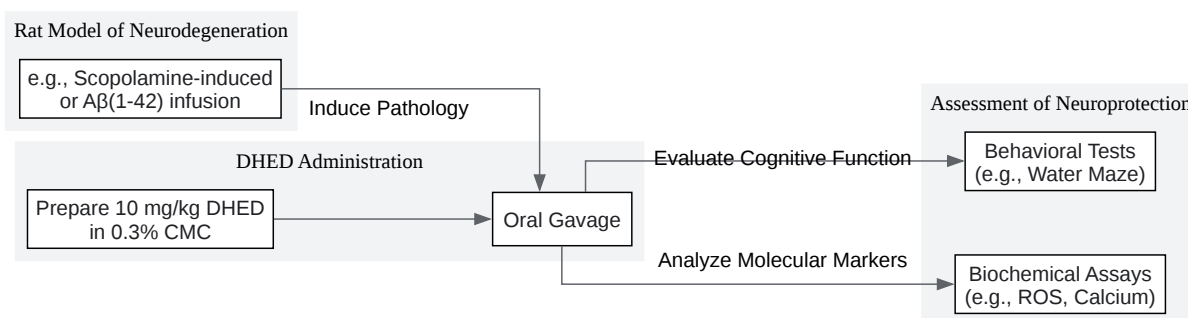 Rat Model of Neurodegeneration
e.g., Scopolamine-induced
or Aβ(1-42) infusion
Induce Pathology
DHED Administration
Prepare 10 mg/kg DHED
in 0.3% CMC
Oral Gavage
Evaluate Cognitive Function
Analyze Molecular Markers
Assessment of Neuroprotection
Behavioral Tests
(e.g., Water Maze)
Biochemical Assays
(e.g., ROS, Calcium)